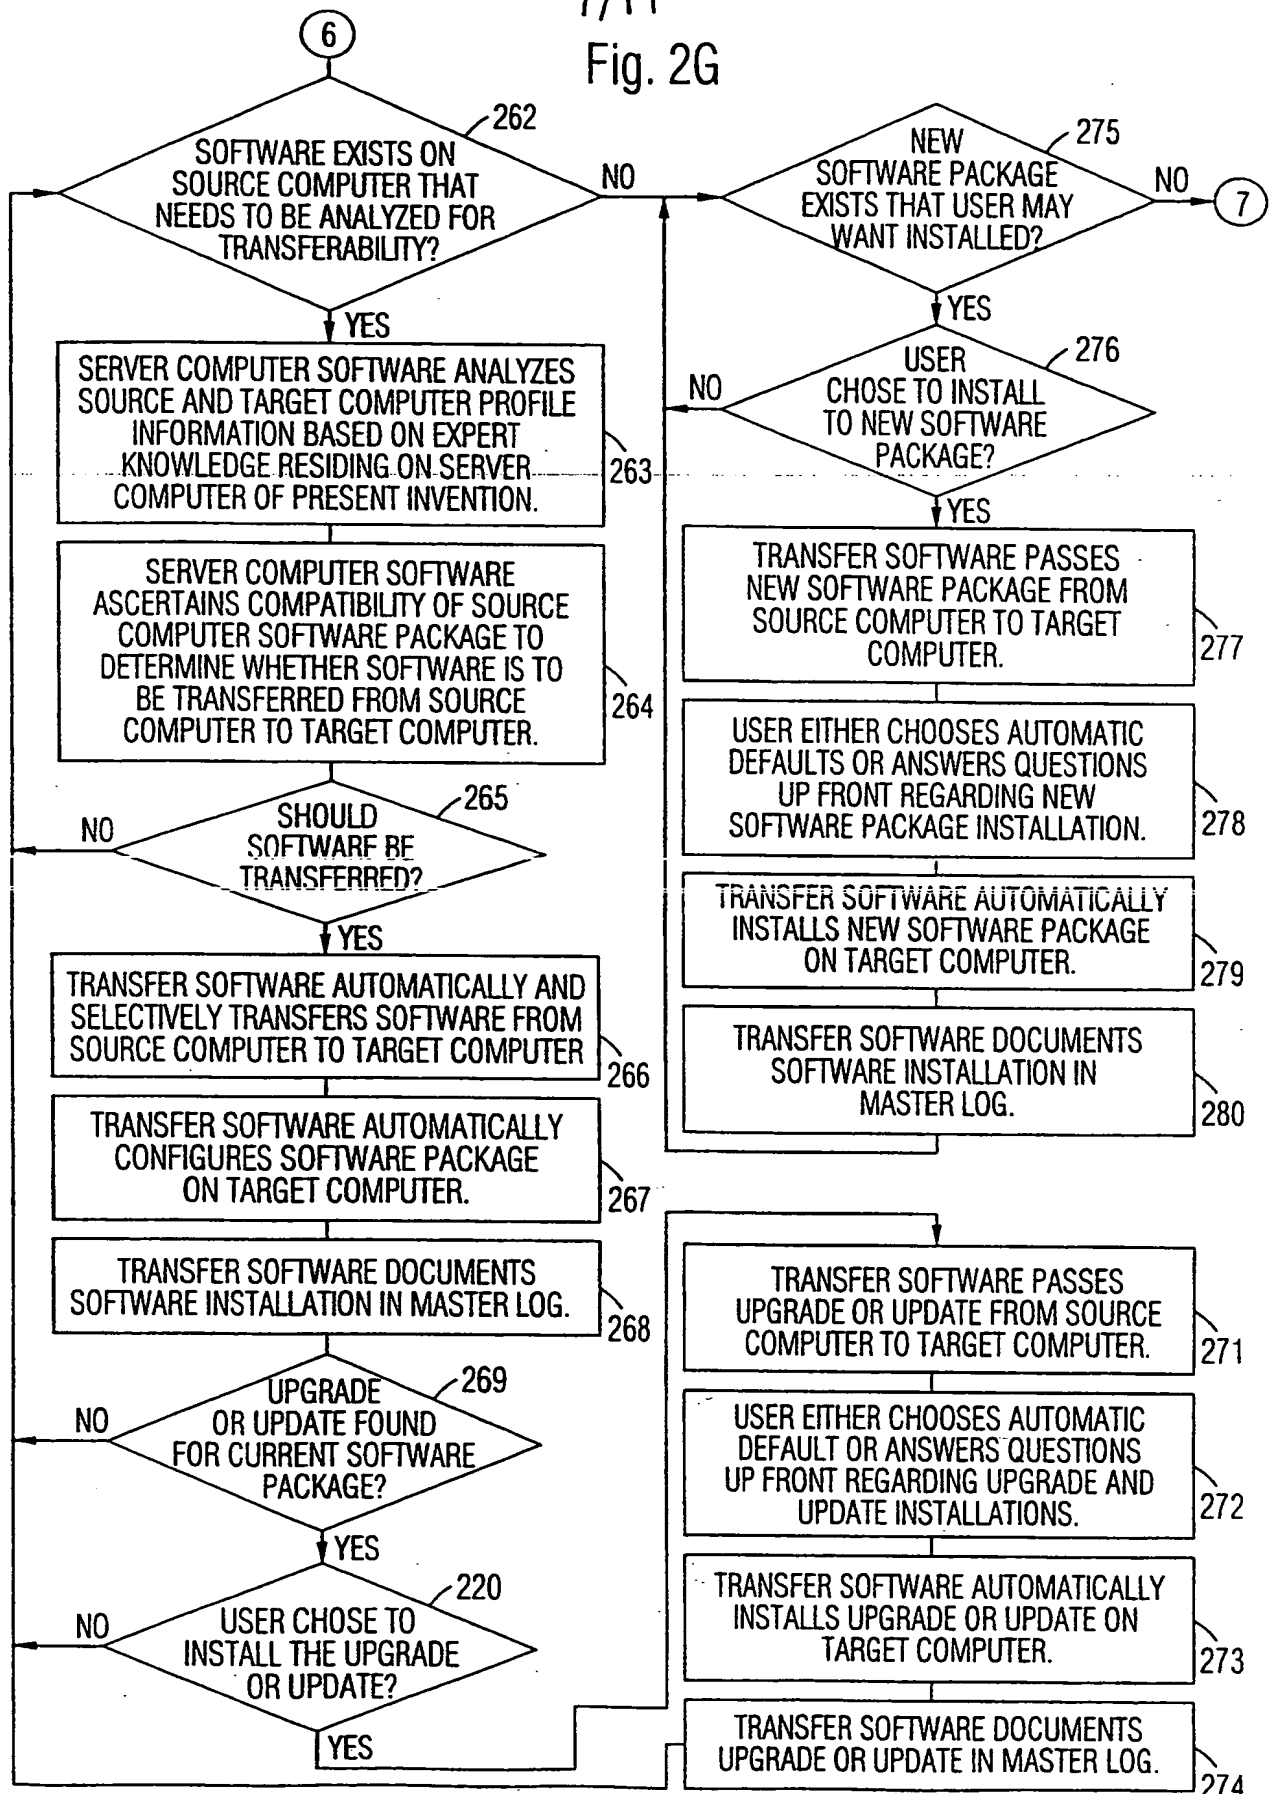 Fig. 2G
6
262
SOFTWARE EXISTS ON
SOURCE COMPUTER THAT
NEEDS TO BE ANALYZED FOR
TRANSFERABILITY?
NO
YES
SERVER COMPUTER SOFTWARE ANALYZES
SOURCE AND TARGET COMPUTER PROFILE
INFORMATION BASED ON EXPERT
KNOWLEDGE RESIDING ON SERVER
COMPUTER OF PRESENT INVENTION.
263
SERVER COMPUTER SOFTWARE
ASCERTAINS COMPATIBILITY OF SOURCE
COMPUTER SOFTWARE PACKAGE TO
DETERMINE WHETHER SOFTWARE IS TO
BE TRANSFERRED FROM SOURCE
COMPUTER TO TARGET COMPUTER.
264
265
SHOULD
SOFTWARE BE
TRANSFERRED?
NO
YES
TRANSFER SOFTWARE AUTOMATICALLY AND
SELECTIVELY TRANSFERS SOFTWARE FROM
SOURCE COMPUTER TO TARGET COMPUTER
266
TRANSFER SOFTWARE AUTOMATICALLY
CONFIGURES SOFTWARE PACKAGE
ON TARGET COMPUTER.
267
TRANSFER SOFTWARE DOCUMENTS
SOFTWARE INSTALLATION IN MASTER LOG.
268
269
UPGRADE
OR UPDATE FOUND
FOR CURRENT SOFTWARE
PACKAGE?
NO
YES
220
USER CHOSE TO
INSTALL THE UPGRADE
OR UPDATE?
NO
YES
275
NEW
SOFTWARE PACKAGE
EXISTS THAT USER MAY
WANT INSTALLED?
NO
7
YES
276
USER
CHOSE TO INSTALL
TO NEW SOFTWARE
PACKAGE?
NO
YES
TRANSFER SOFTWARE PASSES
NEW SOFTWARE PACKAGE FROM
SOURCE COMPUTER TO TARGET
COMPUTER.
277
USER EITHER CHOOSES AUTOMATIC
DEFAULTS OR ANSWERS QUESTIONS
UP FRONT REGARDING NEW
SOFTWARE PACKAGE INSTALLATION.
278
TRANSFER SOFTWARE AUTOMATICALLY
INSTALLS NEW SOFTWARE PACKAGE
ON TARGET COMPUTER.
279
TRANSFER SOFTWARE DOCUMENTS
SOFTWARE INSTALLATION IN
MASTER LOG.
280
TRANSFER SOFTWARE PASSES
UPGRADE OR UPDATE FROM SOURCE
COMPUTER TO TARGET COMPUTER.
271
USER EITHER CHOOSES AUTOMATIC
DEFAULT OR ANSWERS QUESTIONS
UP FRONT REGARDING UPGRADE AND
UPDATE INSTALLATIONS.
272
TRANSFER SOFTWARE AUTOMATICALLY
INSTALLS UPGRADE OR UPDATE ON
TARGET COMPUTER.
273
TRANSFER SOFTWARE DOCUMENTS
UPGRADE OR UPDATE IN MASTER LOG.
274